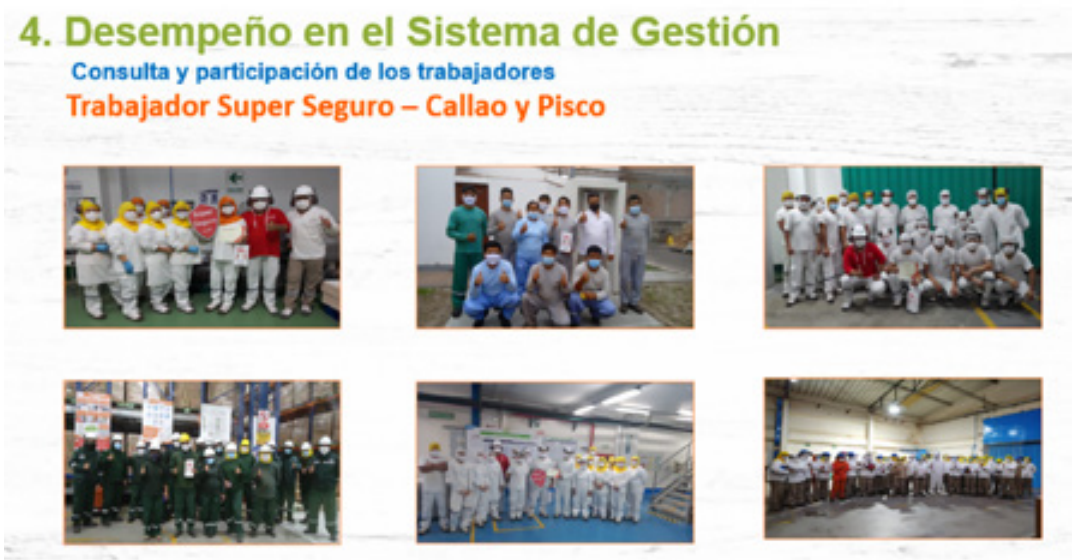 4. Desempeño en el Sistema de Gestión
Consulta y participación de los trabajadores
Trabajador Super Seguro – Callao y Pisco